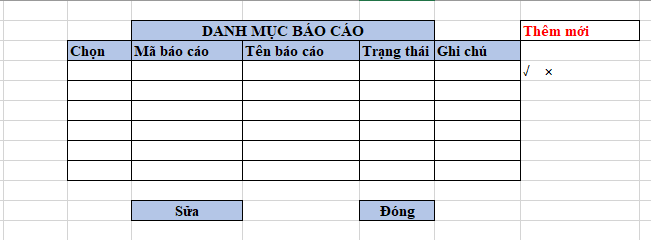 DANH MỤC BÁO CÁO Thêm mới
Chọn Mã báo cáo Tên báo cáo Trạng thái Ghi chú
√ ×
Sửa Đóng